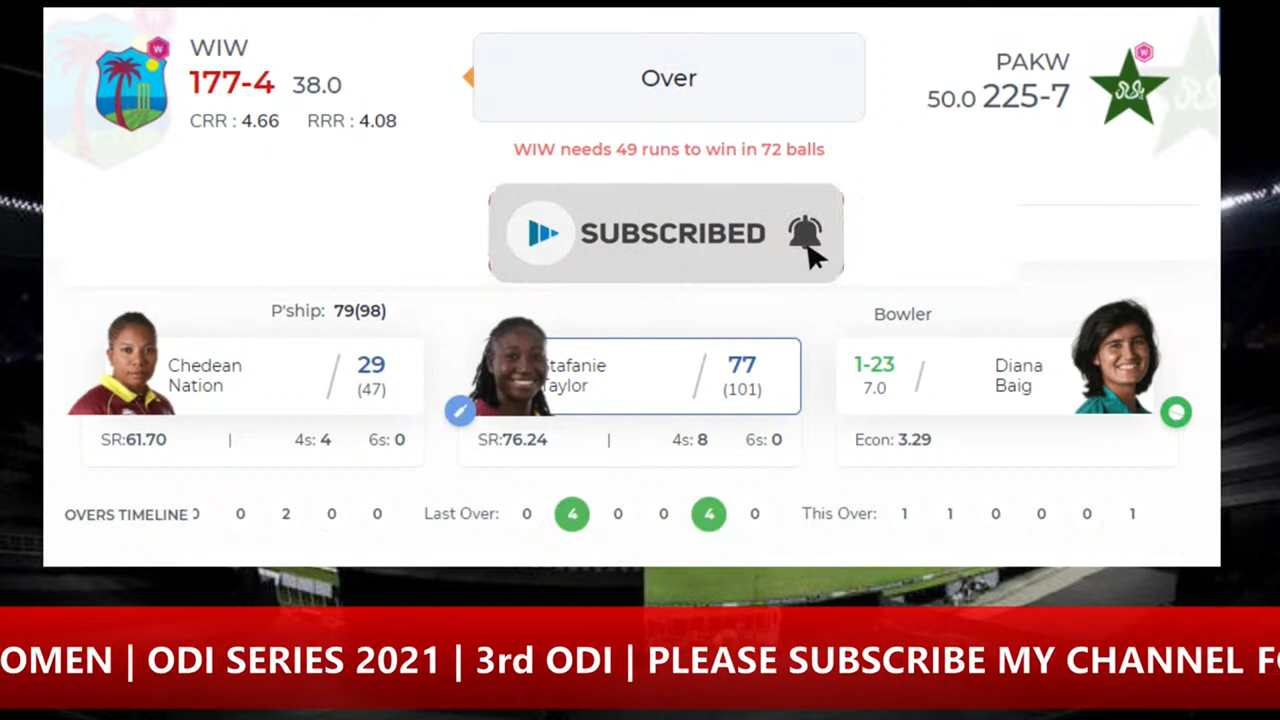 WIW
177-4 38.0
CRR : 4.66 RRR : 4.08
Over
PAKW
50.0 225-7
WIW needs 49 runs to win in 72 balls
SUBSCRIBED
P'ship: 79(98)
Bowler
Chedean
Nation
/ 29
(47)
tafanie
aylor
/ 77
(101)
1-23
7.0 /
Diana
Baig
SR:61.70 | 4s: 4 6s: 0
SR:76.24 | 4s: 8 6s: 0
Econ: 3.29
OVERS TIMELINE 0 2 0 0 Last Over: 0 4 0 0 4 0 This Over: 1 1 0 0 0 1
OMEN | ODI SERIES 2021 | 3rd ODI | PLEASE SUBSCRIBE MY CHANNEL F